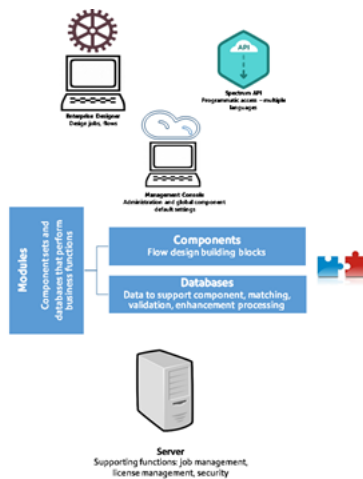 API
Enterprise Designer
Design jobs, flows
Spectrum API
Programmatic access – multiple
languages
Management Console
Administration and global component
default settings
Modules
Component sets and
databases that perform
business functions
Components
Flow design building blocks
Databases
Data to support component, matching,
validation, enhancement processing
Server
Supporting functions: job management,
license management, security